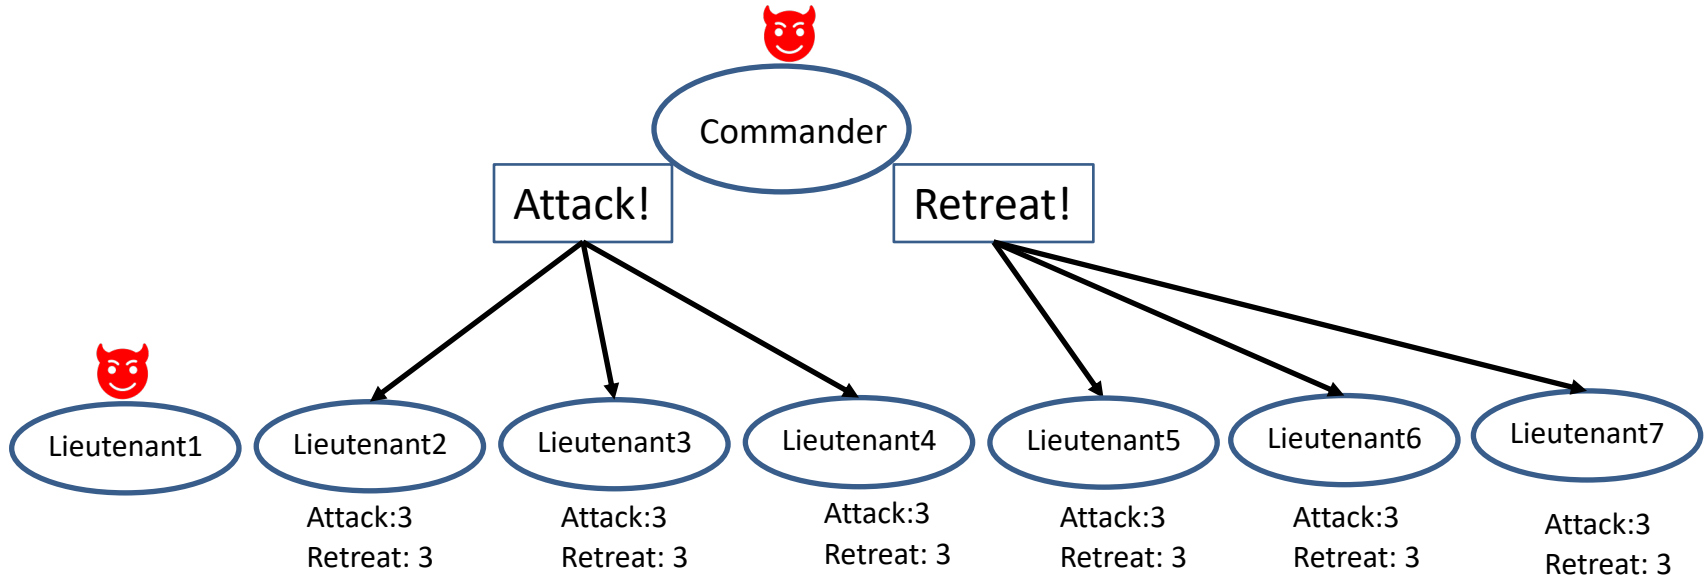 Commander
Attack!
Retreat!
Lieutenant1
Lieutenant2
Lieutenant3
Lieutenant4
Lieutenant5
Lieutenant6
Lieutenant7
Attack:3
Retreat: 3
Attack:3
Retreat: 3
Attack:3
Retreat: 3
Attack:3
Retreat: 3
Attack:3
Retreat: 3
Attack:3
Retreat: 3